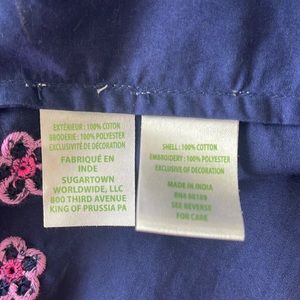 EXTÉRIEUR : 100% COTON
BRODERIE : 100% POLYESTER
EXCLUSIVITÉ DE DÉCORATION
FABRIQUÉ EN
INDE
SUGARTOWN
WORLDWIDE, LLC
800 THIRD AVENUE
KING OF PRUSSIA PA
SHELL : 100% COTTON
EMBROIDERY : 100% POLYESTER
EXCLUSIVE OF DECORATION
MADE IN INDIA
SEE REVERSE
FOR CARE